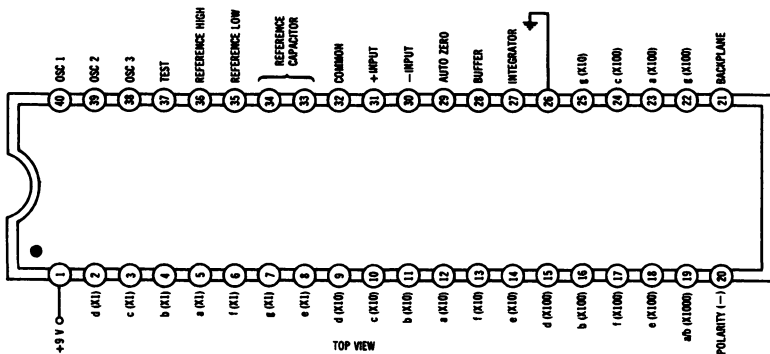 40 OSC 1
39 OSC 2
38 OSC 3
37 TEST
36 REFERENCE HIGH
35 REFERENCE LOW
34
33
REFERENCE
CAPACITOR
32 COMMON
31 +INPUT
30 —INPUT
29 AUTO ZERO
28 BUFFER
27 INTEGRATOR
26
25 g (X10)
24 c (X100)
23 a (X100)
22 g (X100)
21 BACKPLANE
+9 V
1
2 d (X1)
3 c (X1)
4 b (X1)
5 a (X1)
6 f (X1)
7 g (X1)
8 e (X1)
9 d (X10)
10 c (X10)
11 b (X10)
12 a (X10)
13 f (X10)
14 e (X10)
15 d (X100)
16 b (X100)
17 f (X100)
18 e (X100)
19 a/b (X1000)
20 POLARITY (—)
TOP VIEW